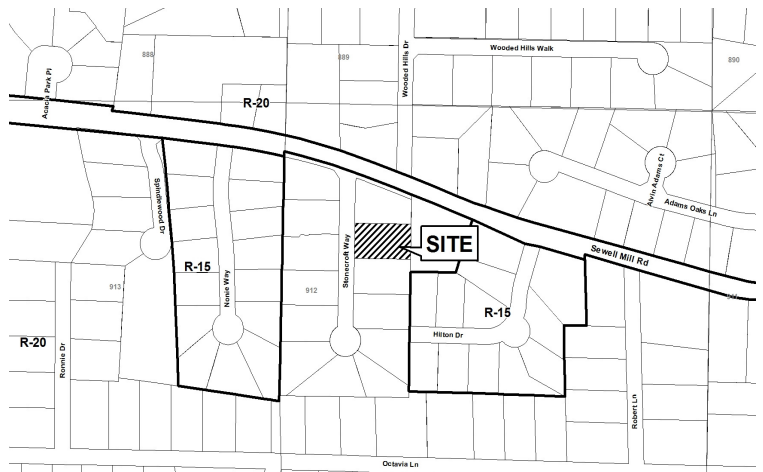 Wooded Hills Dr
Wooded Hills Walk
888
889
890
Acacia Park Pl
R-20
Alvin Adams Ct
Adams Oaks Ln
Spindlewood Dr
SITE
Sewell Mill Rd
Stonecroft Way
R-15
Nonie Way
913
912
R-15
Hilton Dr
R-20
Ronnie Dr
Robert Ln
Octavia Ln